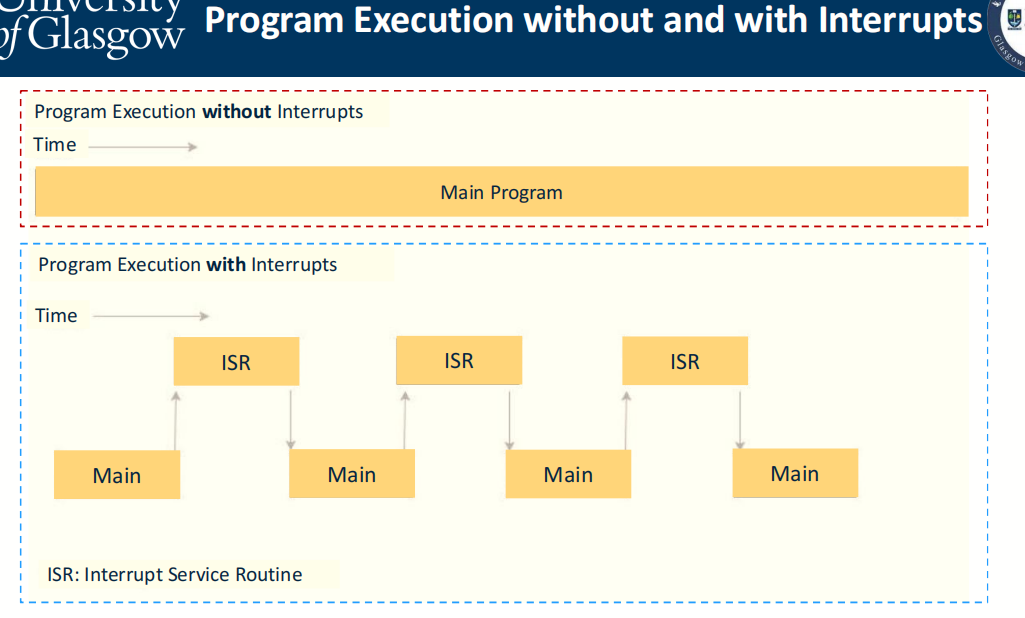 University
of Glasgow
Program Execution without and with Interrupts
Glasgow
Program Execution without Interrupts
Time
Main Program
Program Execution with Interrupts
Time
ISR
ISR
ISR
Main
Main
Main
Main
ISR: Interrupt Service Routine